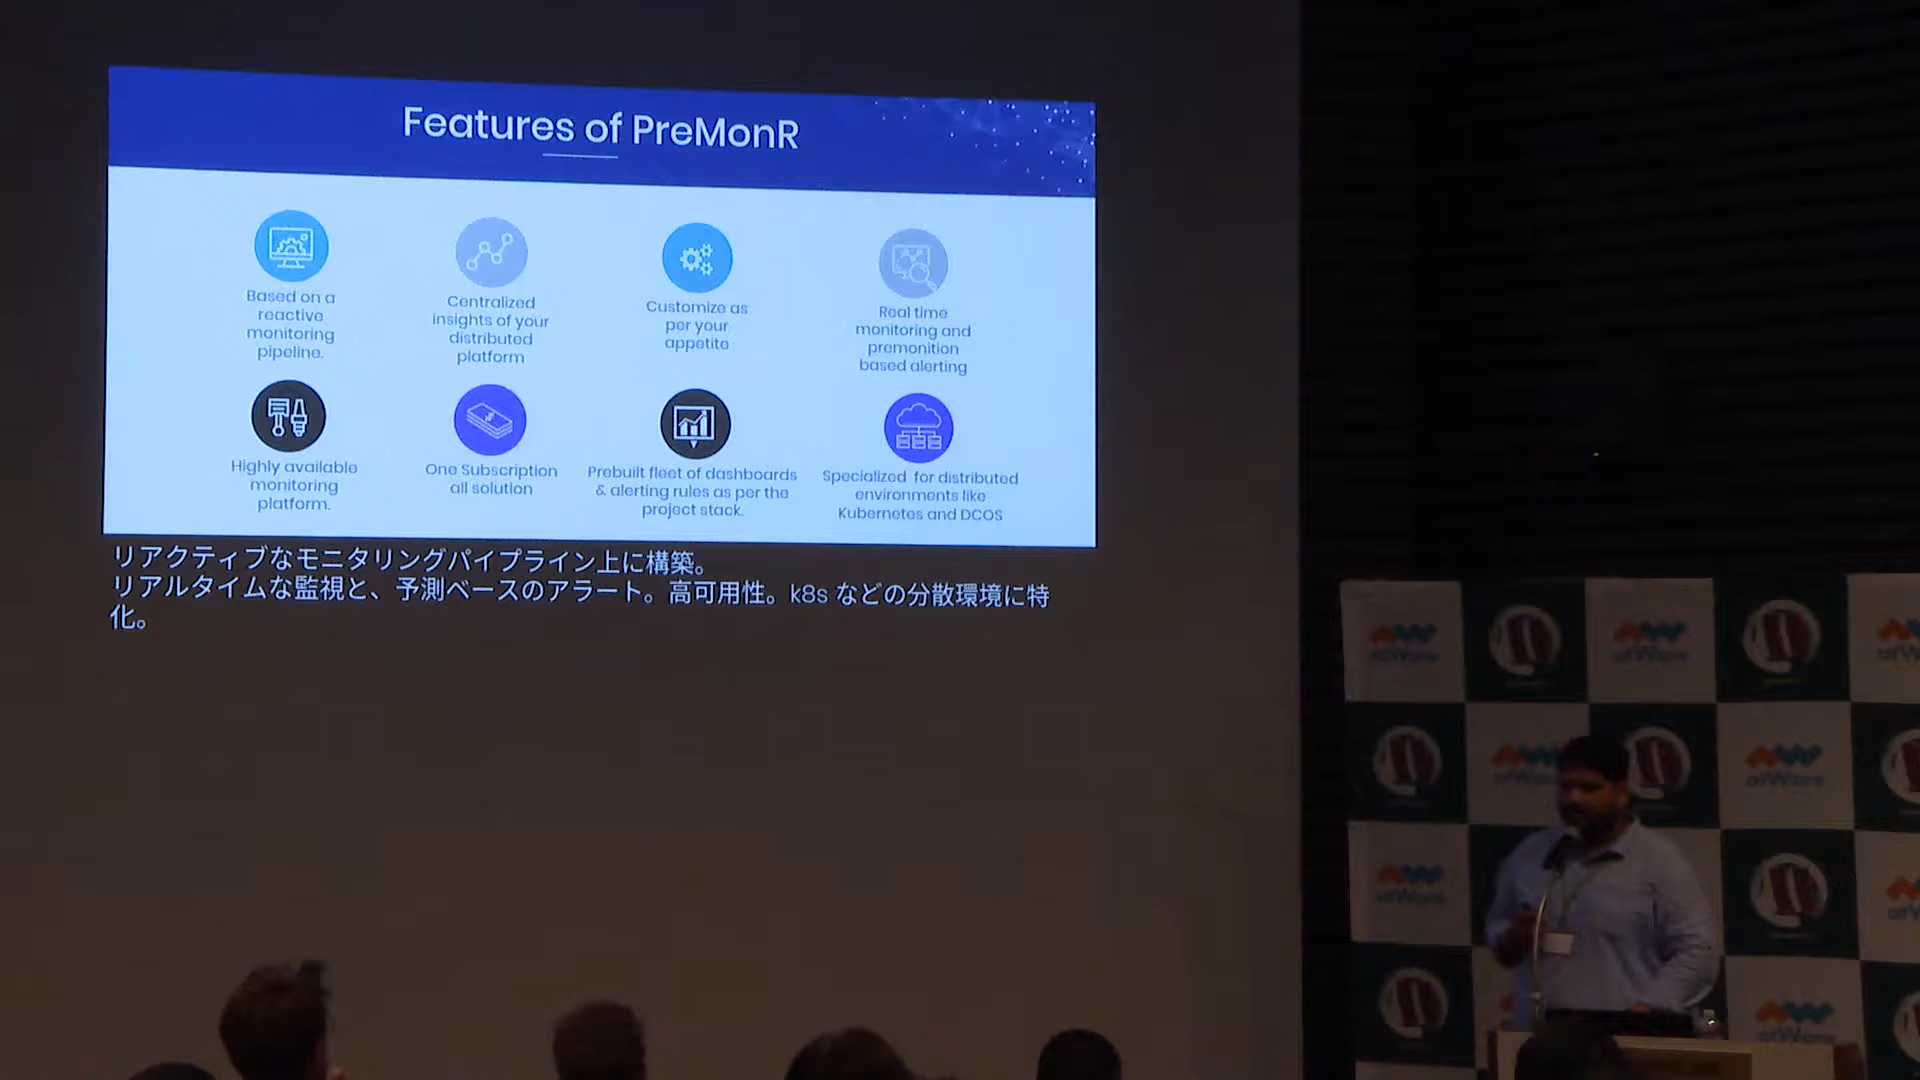 Features of PreMonR
Based on a
reactive
monitoring
pipeline.
Centralized
insights of your
distributed
platform
Customize as
per your
appetite
Real time
monitoring and
premonition
based alerting
Highly available
monitoring
platform.
One Subscription
all solution
Prebuilt fleet of dashboards
& alerting rules as per the
project stack.
Specialized for distributed
environments like
Kubernetes and DCOS
リアクティブなモニタリングパイプライン上に構築。
リアルタイムな監視と、予測ベースのアラート。高可用性。k8s などの分散環境に特
化。
atWare
atWare
atWare
atWare
atWare